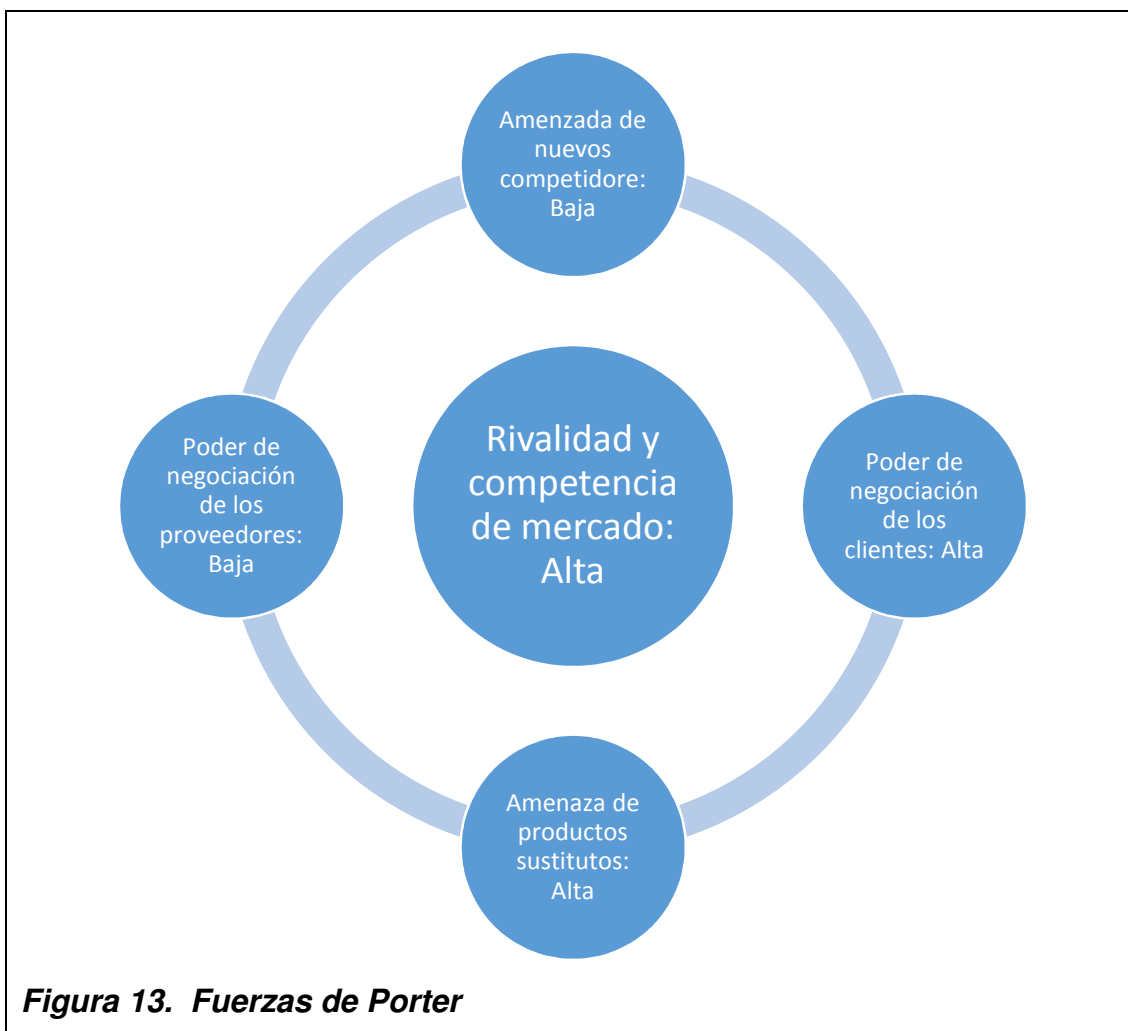 Amenzada de
nuevos
competidore:
Baja
Poder de
negociación
de los
proveedores:
Baja
Rivalidad y
competencia
de mercado:
Alta
Poder de
negociación
de los
clientes: Alta
Amenaza de
productos
sustitutos:
Alta
Figura 13. Fuerzas de Porter